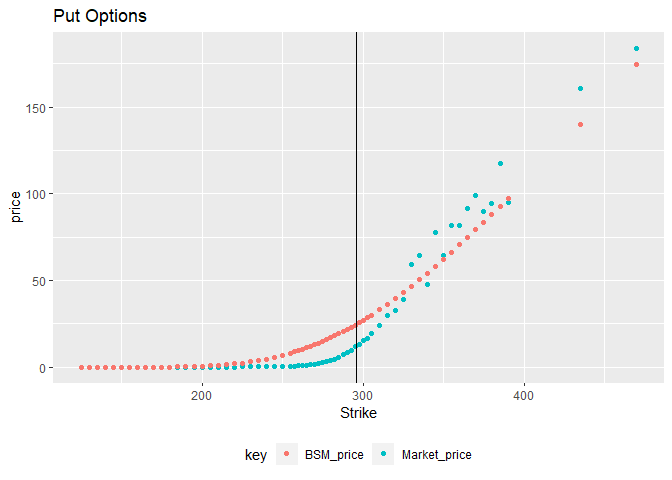 Put Options
price
150
100
50
0
200
300
400
Strike
key
BSM_price
Market_price